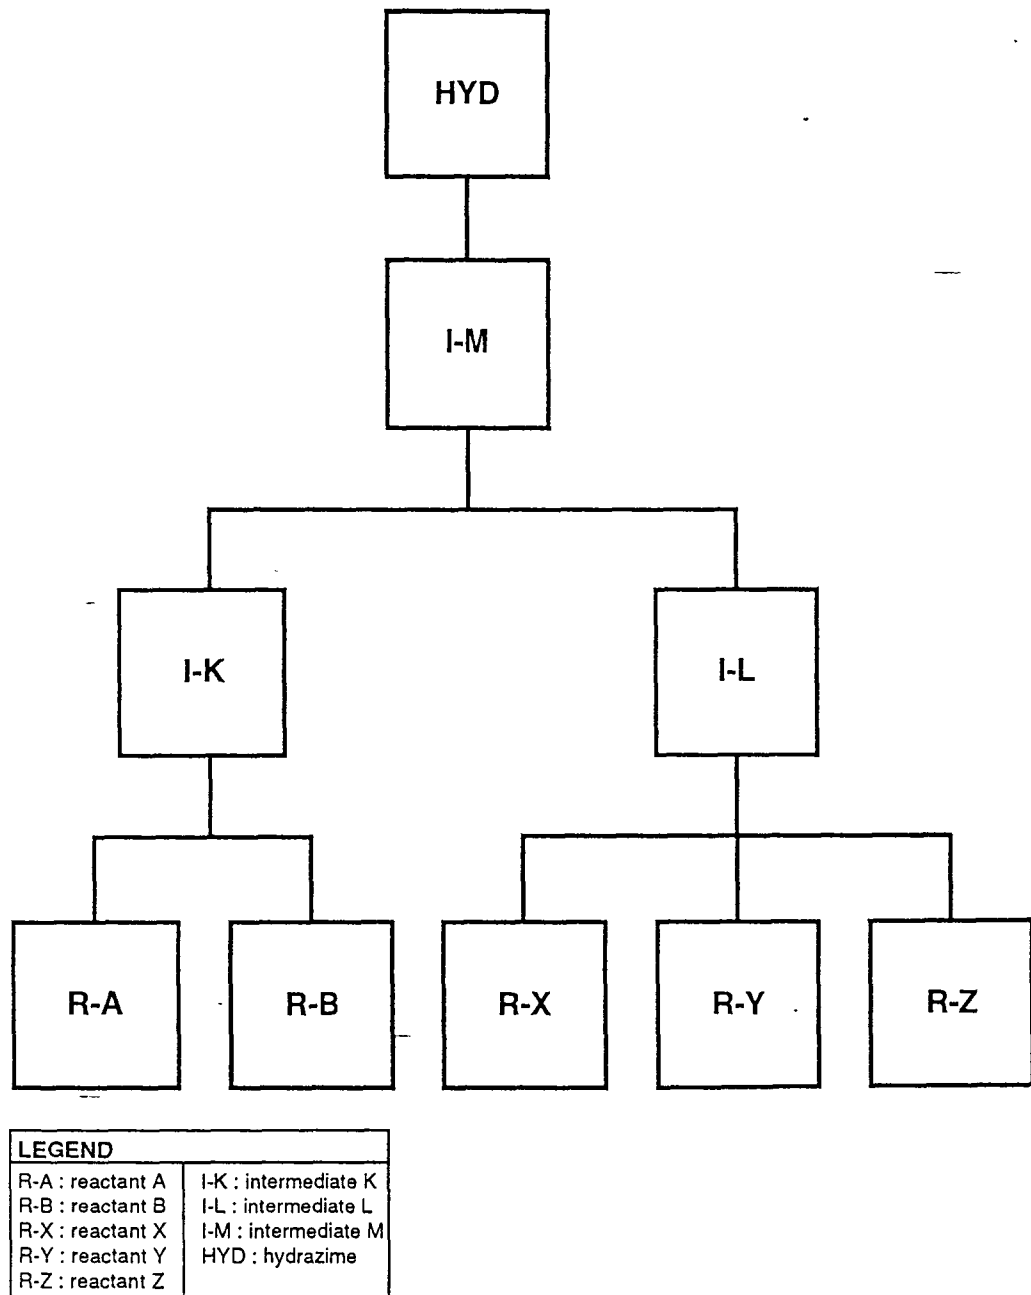 HYD
I-M
I-K
I-L
R-A
R-B
R-X
R-Y
R-Z
LEGEND
R-A : reactant A
R-B : reactant B
R-X : reactant X
R-Y : reactant Y
R-Z : reactant Z
I-K : intermediate K
I-L : intermediate L
I-M : intermediate M
HYD : hydrazime